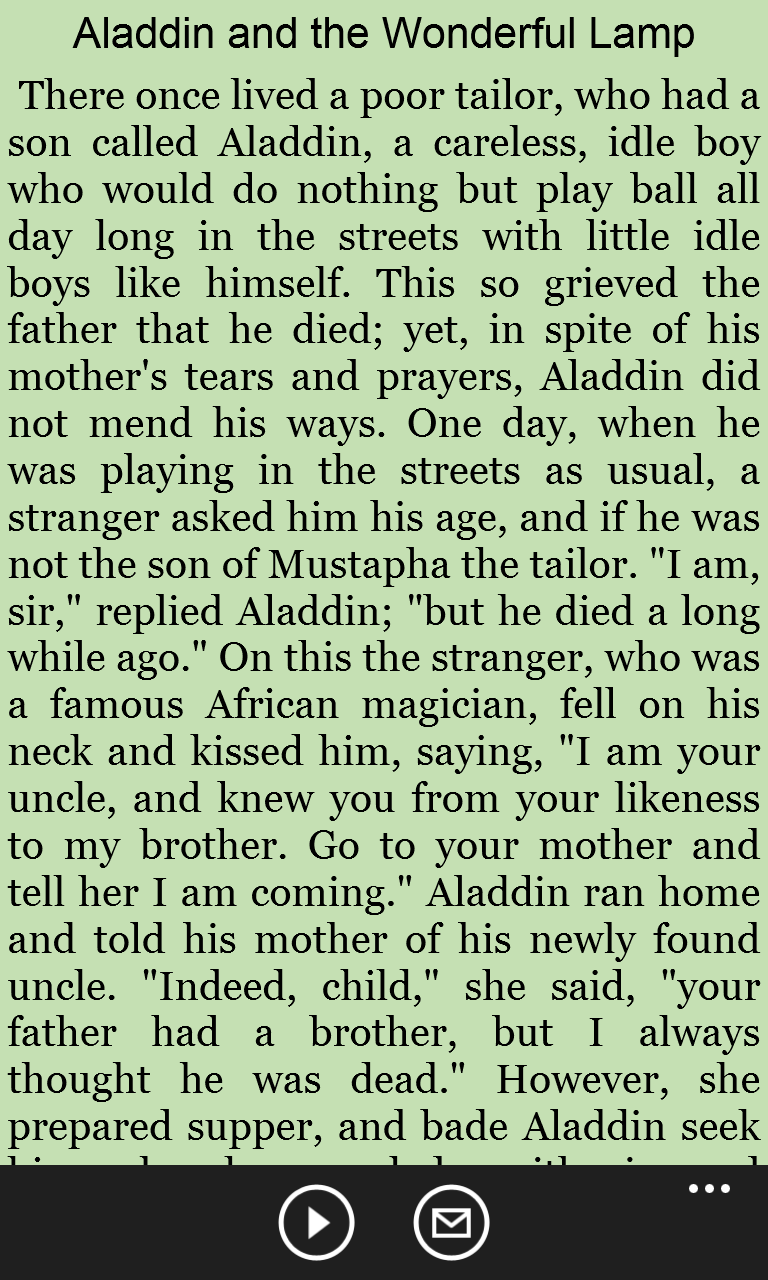 Aladdin and the Wonderful Lamp
There once lived a poor tailor, who had a
son called Aladdin, a careless, idle boy
who would do nothing but play ball all
day long in the streets with little idle
boys like himself. This so grieved the
father that he died; yet, in spite of his
mother's tears and prayers, Aladdin did
not mend his ways. One day, when he
was playing in the streets as usual, a
stranger asked him his age, and if he was
not the son of Mustapha the tailor. "I am,
sir," replied Aladdin; "but he died a long
while ago." On this the stranger, who was
a famous African magician, fell on his
neck and kissed him, saying, "I am your
uncle, and knew you from your likeness
to my brother. Go to your mother and
tell her I am coming." Aladdin ran home
and told his mother of his newly found
uncle. "Indeed, child," she said, "your
father had a brother, but I always
thought he was dead." However, she
prepared supper, and bade Aladdin seek